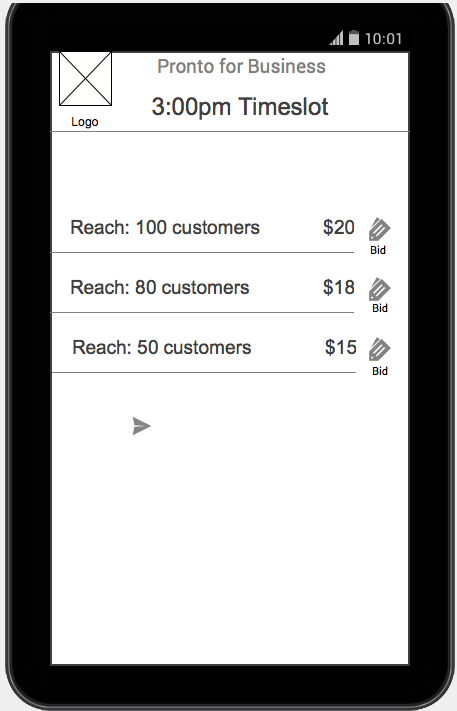 10:01
Pronto for Business
3:00pm Timeslot
Logo
Reach: 100 customers $20
Bid
Reach: 80 customers $18
Bid
Reach: 50 customers $15
Bid